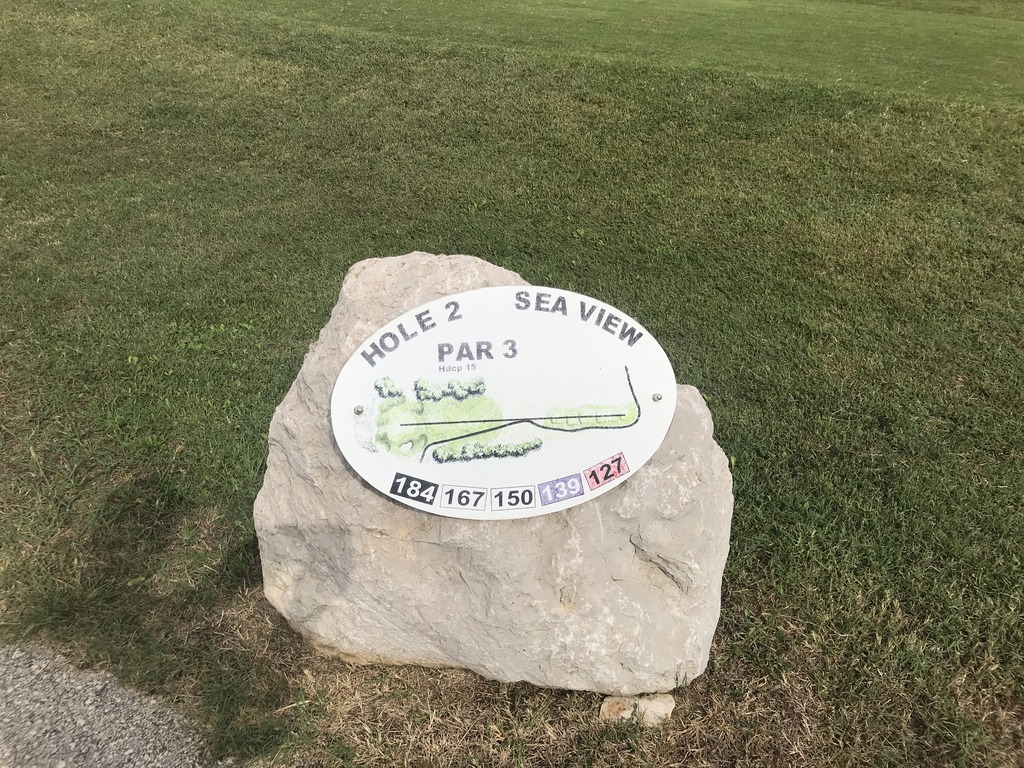 HOLE 2 SEA VIEW
PAR 3
Hdcp 15
184 167 150 139 127